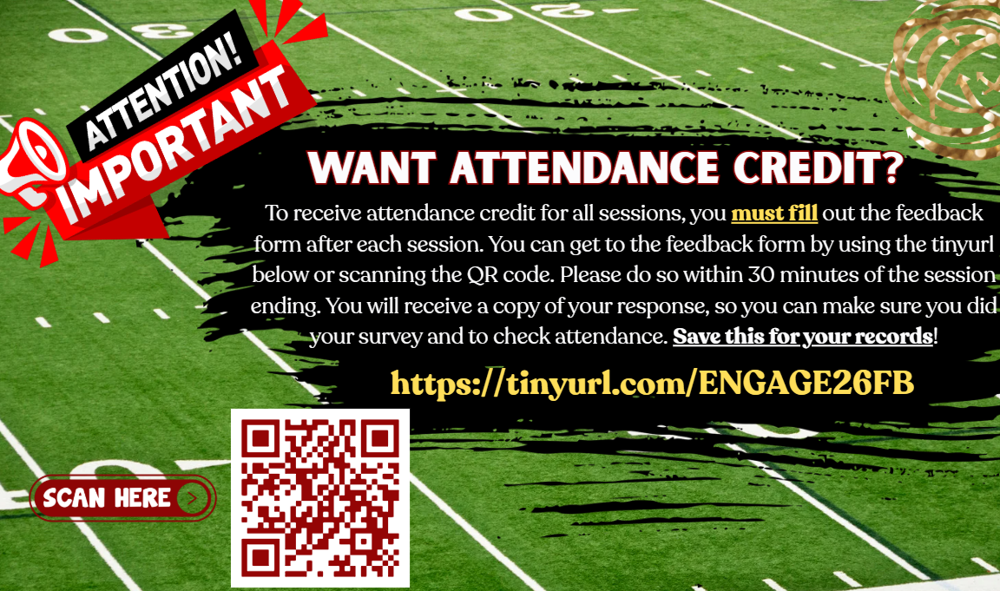 ATTENTION!
IMPORTANT
WANT ATTENDANCE CREDIT?
To receive attendance credit for all sessions, you must fill out the feedback
form after each session. You can get to the feedback form by using the tinyurl
below or scanning the QR code. Please do so within 30 minutes of the session
ending. You will receive a copy of your response, so you can make sure you did
your survey and to check attendance. Save this for your records!
https://tinyurl.com/ENGAGE26FB
SCAN HERE >